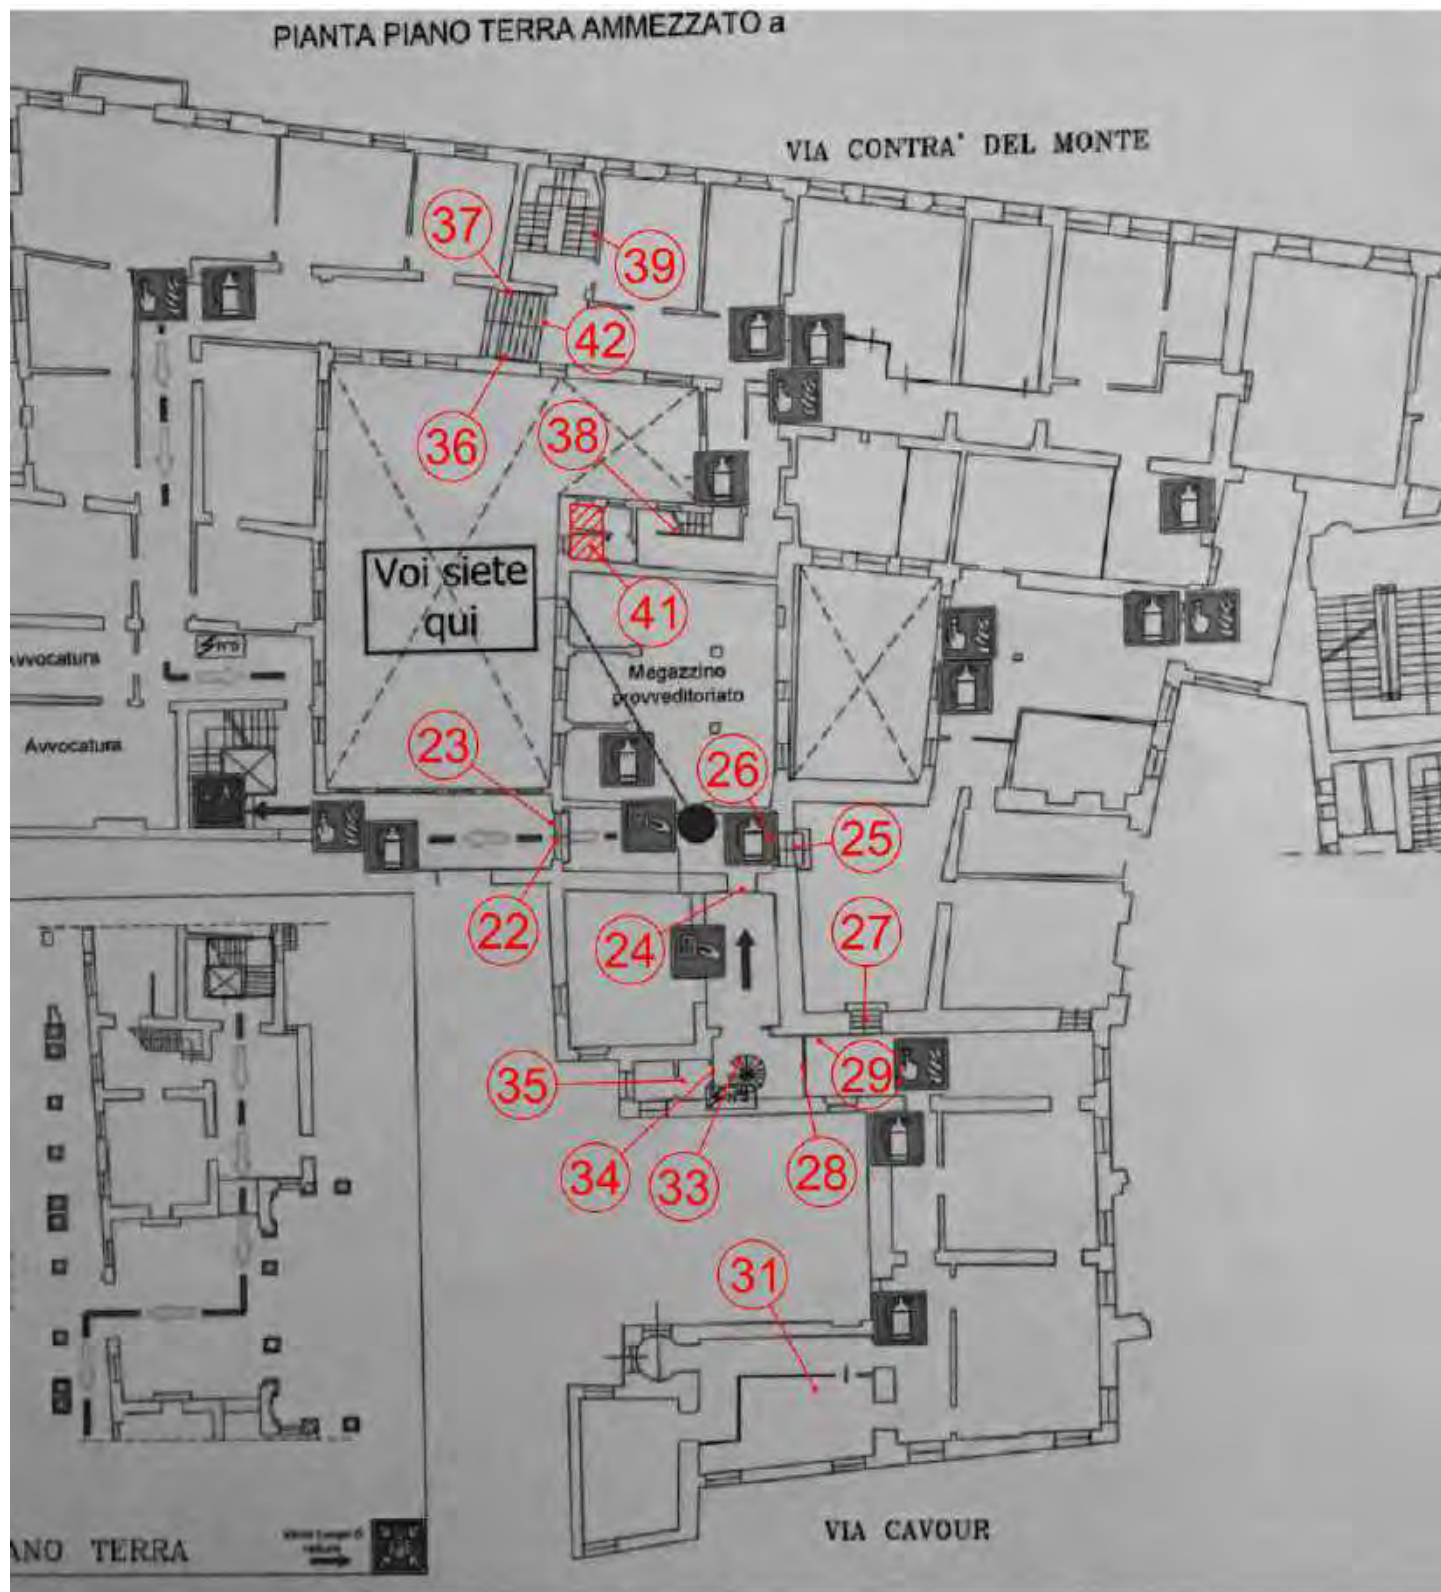 PIANTA PIANO TERRA AMMEZZATO a
VIA CONTRA' DEL MONTE
37
39
42
36
38
Voi siete
qui
41
Magazzino
provveditoriato
Avvocatura
Avvocatura
23
26
25
22
24
27
35
29
34
33
28
31
VIA CAVOUR
ANO TERRA